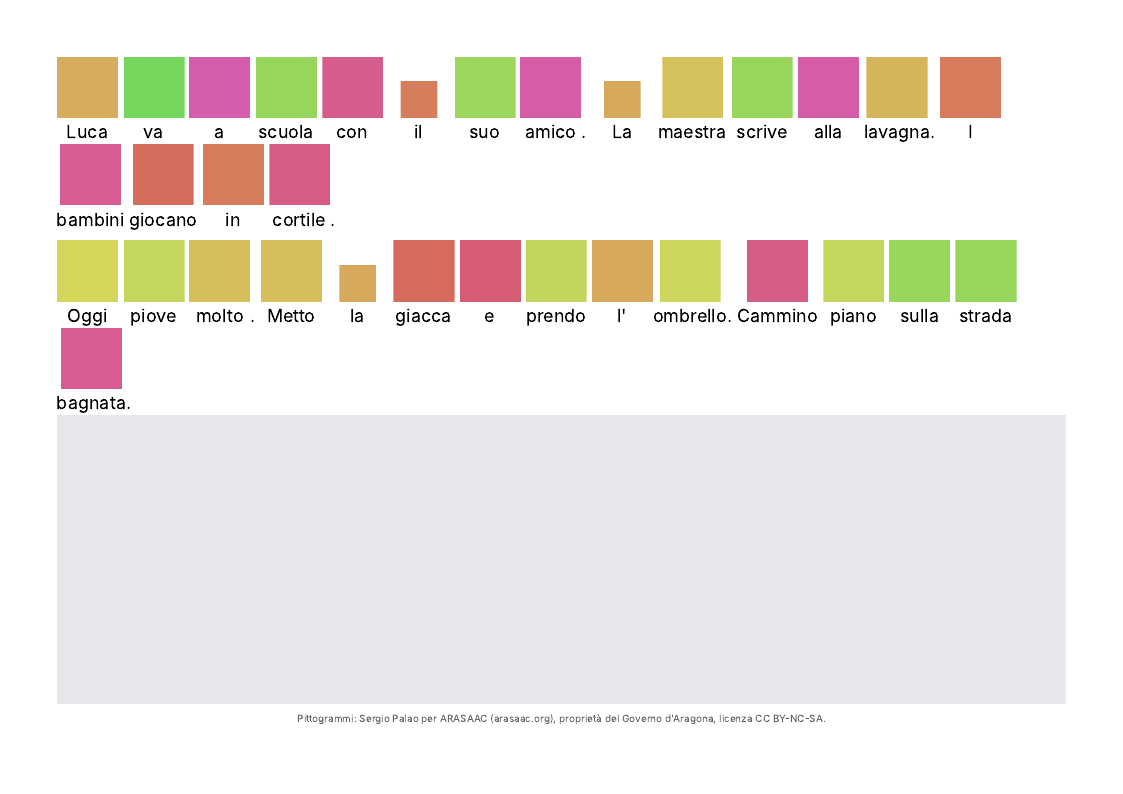 Luca va a scuola con il suo amico . La maestra scrive alla lavagna. I
bambini giocano in cortile .
Oggi piove molto . Metto la giacca e prendo l' ombrello. Cammino piano sulla strada
bagnata.
Pittogrammi: Sergio Palao per ARASAAC (arasaac.org), proprietà del Governo d'Aragona, licenza CC BY-NC-SA.